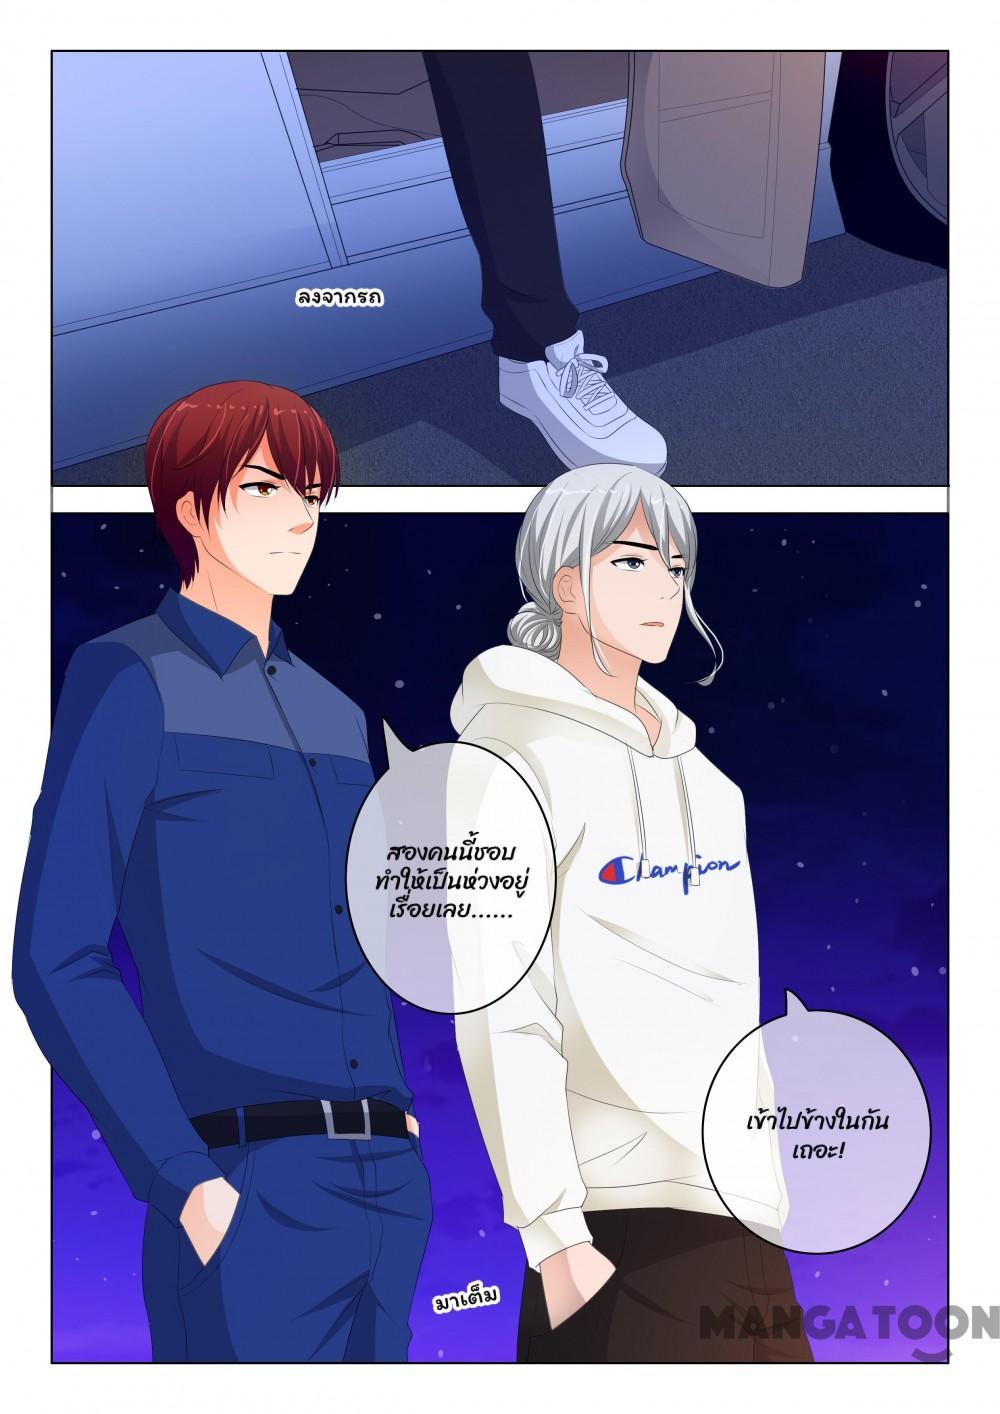 ลงจากรถ
สองคนนี้ชอบ
ทำให้เป็นห่วงอยู่
เรื่อยเลย......
Champion
เข้าไปข้างในกัน
เถอะ!
มาเต็ม
MANGATOON